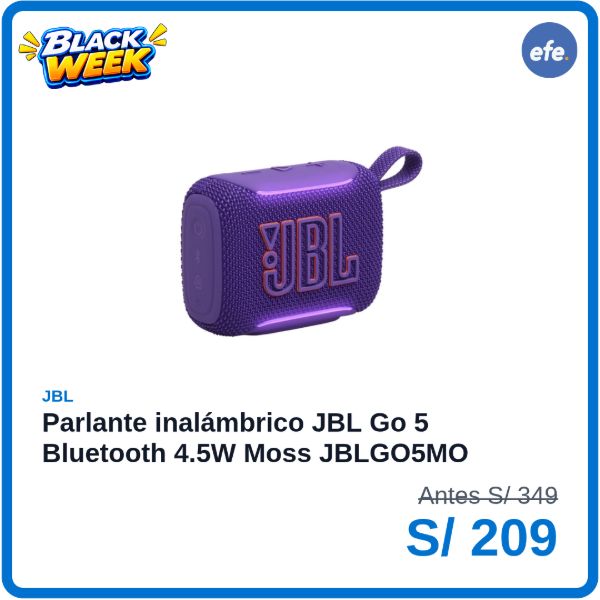 BLACK
WEEK
efe.
JBL
JBL
Parlante inalámbrico JBL Go 5
Bluetooth 4.5W Moss JBLGO5MO
Antes S/ 349
S/ 209